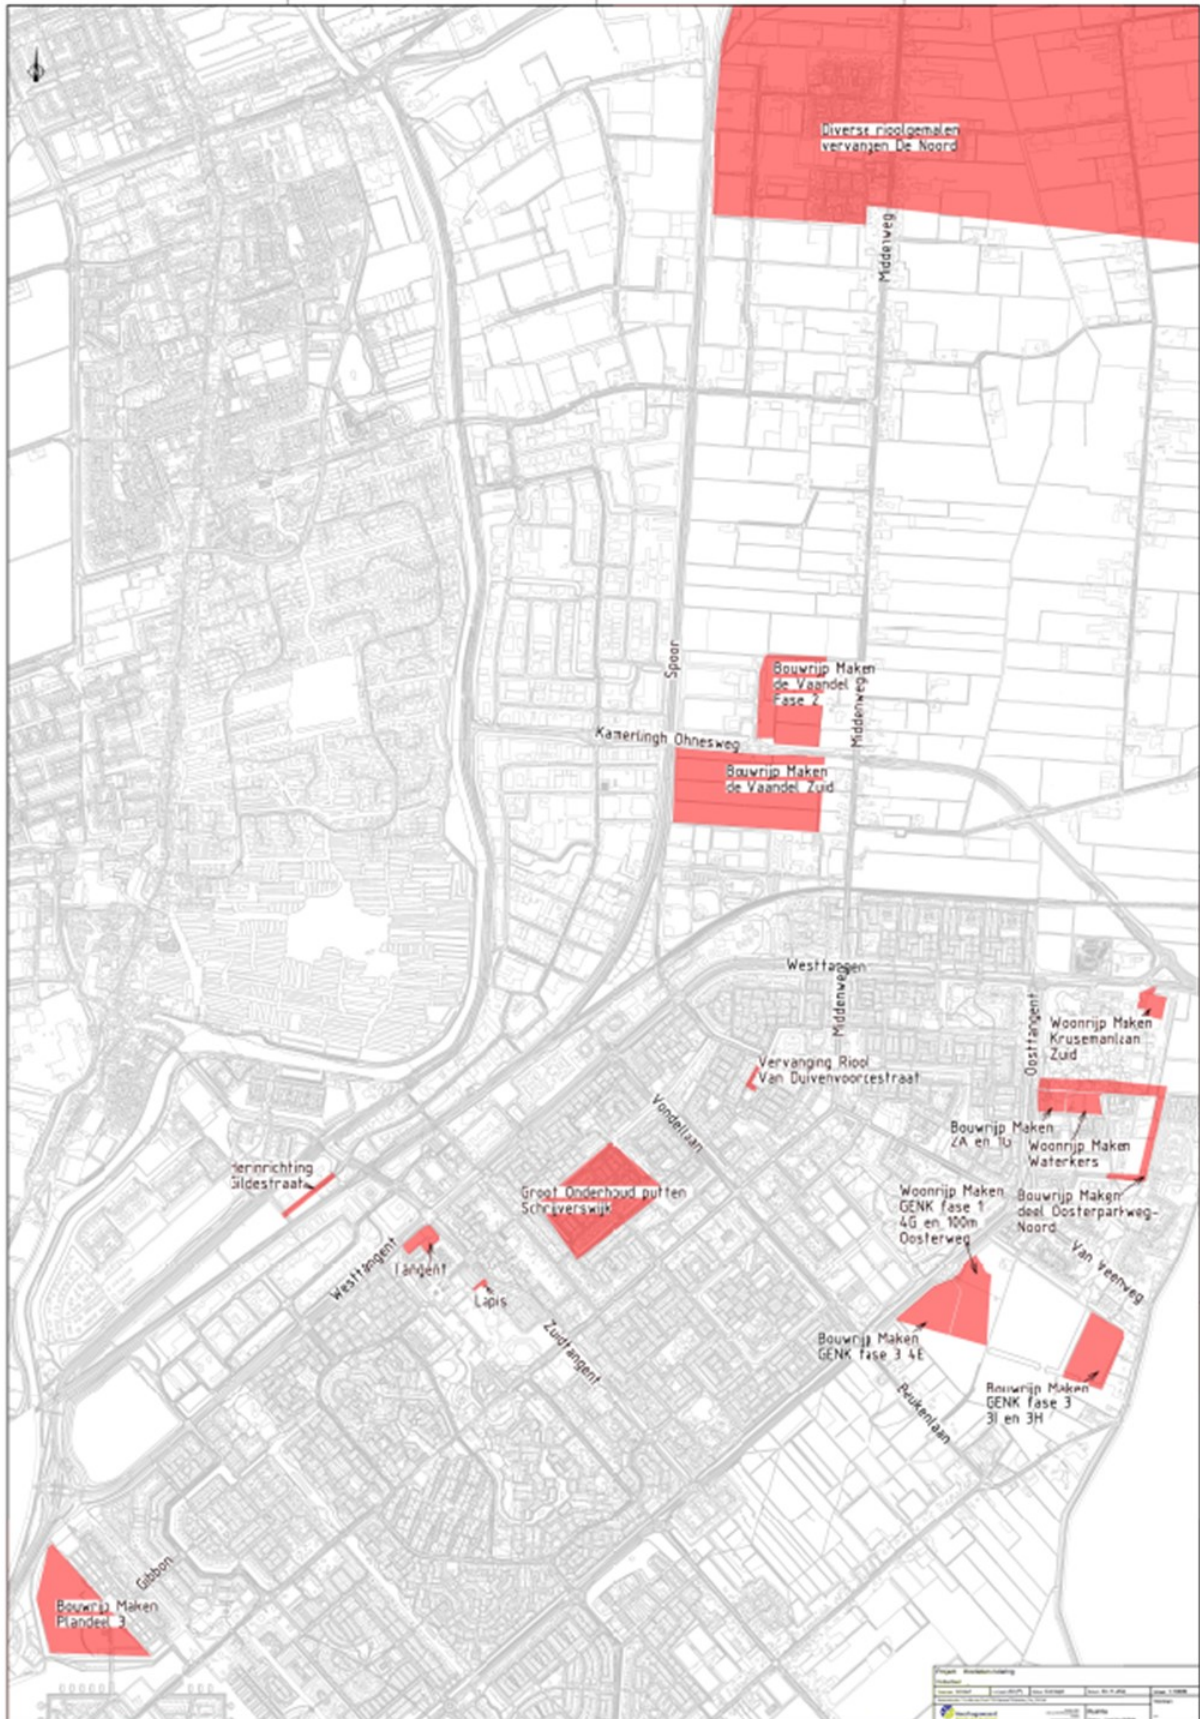 Diverse rioolgemalen
vervangen De Noord
Middenweg
Spoor
Bouwrijp Maken
de Vaandel
Fase 2
Middenweg
Kamerlingh Ohnesweg
Bouwrijp Maken
de Vaandel Zuid
Westtangen
Middenweg
Oosttangent
Woonrijp Maken
Krusemanlaan
Zuid
Vervanging Riool
Van Duivenvoorcestraat
Vondellaan
Bouwrijp Maken
2A en 1G
Woonrijp Maken
Waterkers
Herinrichting
Gildestraat
Groot Onderhoud putten
Schrijverswijk
Woonrijp Maken
GENK fase 1
4G en 100m
Oosterweg
Bouwrijp Maken
deel Oosterparkweg-
Noord
Van Veenweg
Westtangent
Tangent
Lapis
Zuidtangent
Bouwrijp Maken
GENK fase 3 4E
Beukenlaan
Bouwrijp Maken
GENK fase 3
3I en 3H
Gibbon
Bouwrijp Maken
Plandeel 3